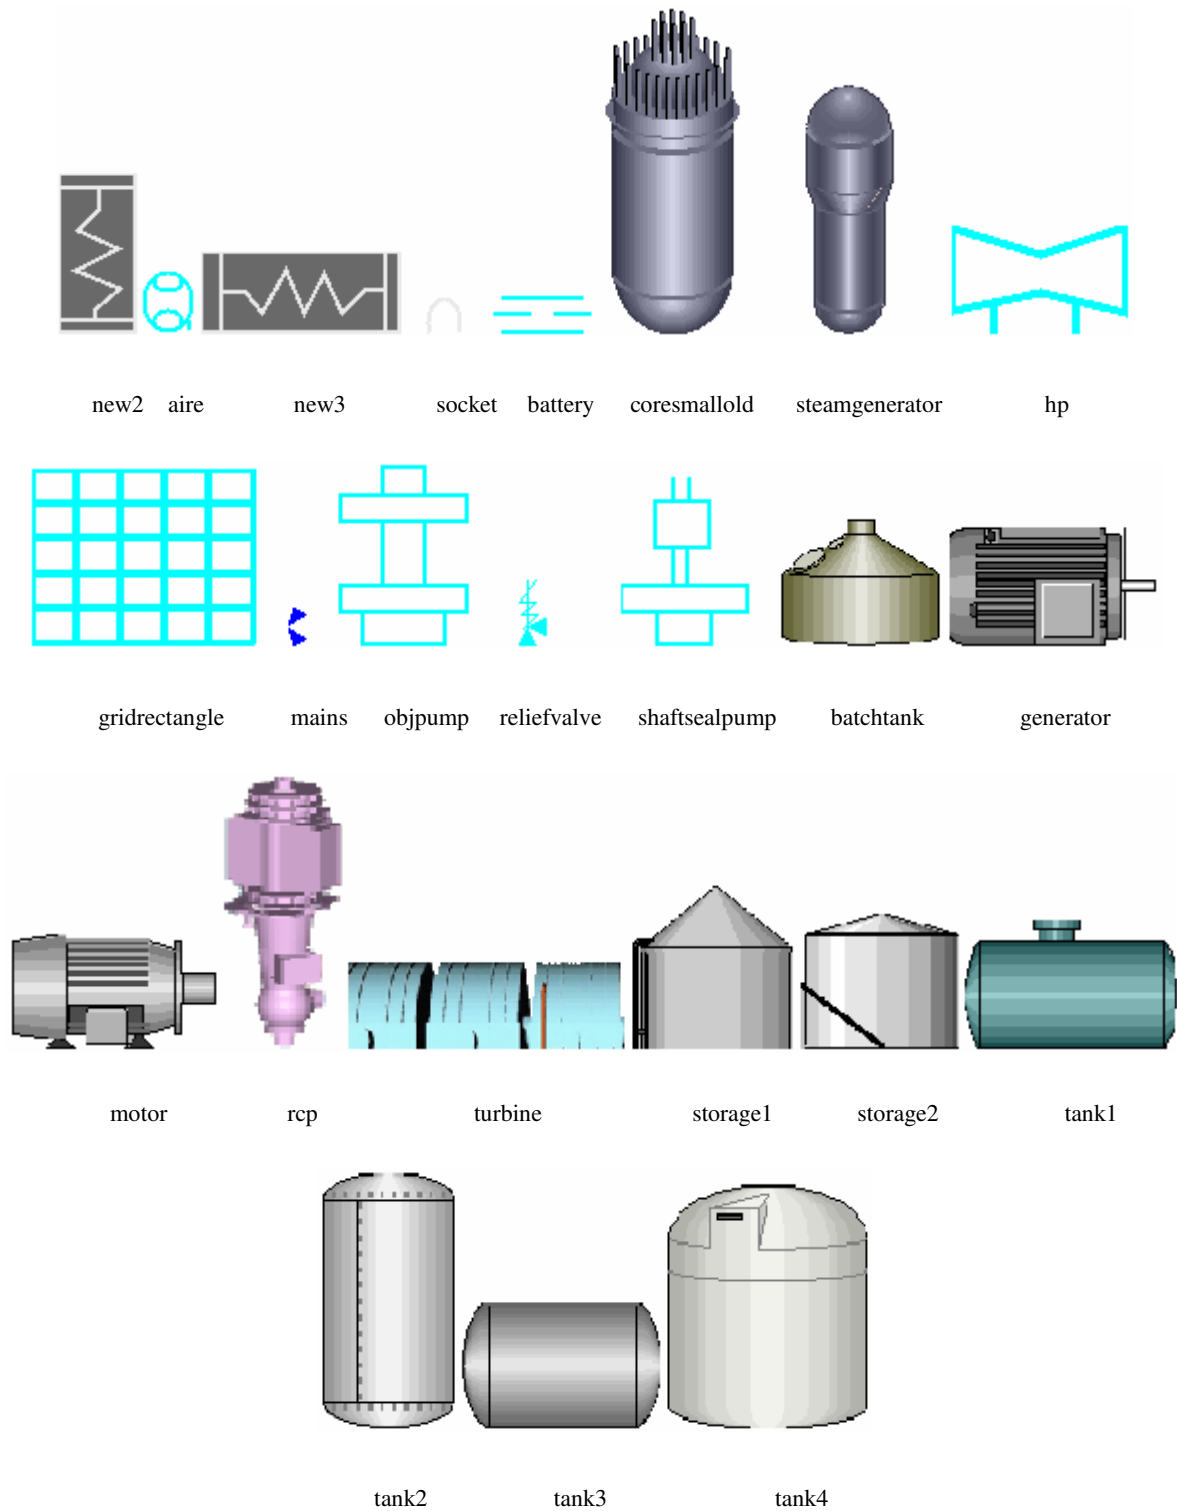 new2 aire new3 socket battery coresmallold steamgenerator hp
gridrectangle mains objpump reliefvalve shaftsealpump batchtank generator
motor rcp turbine storage1 storage2 tank1
tank2 tank3 tank4